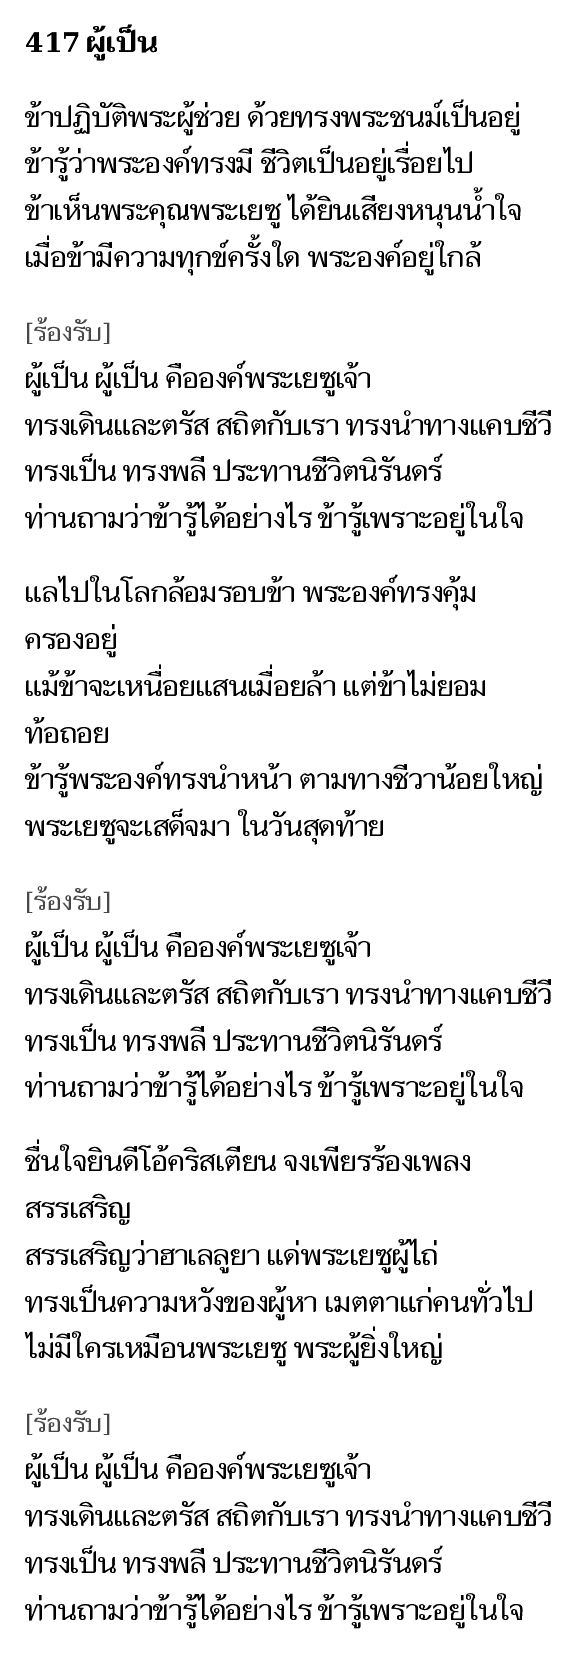 417 ผู้เป็น
ข้าปฏิบัติพระผู้ช่วย ด้วยทรงพระชนม์เป็นอยู่
ข้ารู้ว่าพระองค์ทรงมี ชีวิตเป็นอยู่เรื่อยไป
ข้าเห็นพระคุณพระเยซู ได้ยินเสียงหนุนน้ำใจ
เมื่อข้ามีความทุกข์ครั้งใด พระองค์อยู่ใกล้
[ร้องรับ]
ผู้เป็น ผู้เป็น คือองค์พระเยซูเจ้า
ทรงเดินและตรัส สถิตกับเรา ทรงนำทางแคบชีวี
ทรงเป็น ทรงพลี ประทานชีวิตนิรันดร์
ท่านถามว่าข้ารู้ได้อย่างไร ข้ารู้เพราะอยู่ในใจ
แลไปในโลกล้อมรอบข้า พระองค์ทรงคุ้ม
ครองอยู่
แม้ข้าจะเหนื่อยแสนเมื่อยล้า แต่ข้าไม่ยอม
ท้อถอย
ข้ารู้พระองค์ทรงนำหน้า ตามทางชีวาน้อยใหญ่
พระเยซูจะเสด็จมา ในวันสุดท้าย
[ร้องรับ]
ผู้เป็น ผู้เป็น คือองค์พระเยซูเจ้า
ทรงเดินและตรัส สถิตกับเรา ทรงนำทางแคบชีวี
ทรงเป็น ทรงพลี ประทานชีวิตนิรันดร์
ท่านถามว่าข้ารู้ได้อย่างไร ข้ารู้เพราะอยู่ในใจ
ชื่นใจยินดีโอ้คริสเตียน จงเพียรร้องเพลง
สรรเสริญ
สรรเสริญว่าฮาเลลูยา แด่พระเยซูผู้ไถ่
ทรงเป็นความหวังของผู้หา เมตตาแก่คนทั่วไป
ไม่มีใครเหมือนพระเยซู พระผู้ยิ่งใหญ่
[ร้องรับ]
ผู้เป็น ผู้เป็น คือองค์พระเยซูเจ้า
ทรงเดินและตรัส สถิตกับเรา ทรงนำทางแคบชีวี
ทรงเป็น ทรงพลี ประทานชีวิตนิรันดร์
ท่านถามว่าข้ารู้ได้อย่างไร ข้ารู้เพราะอยู่ในใจ